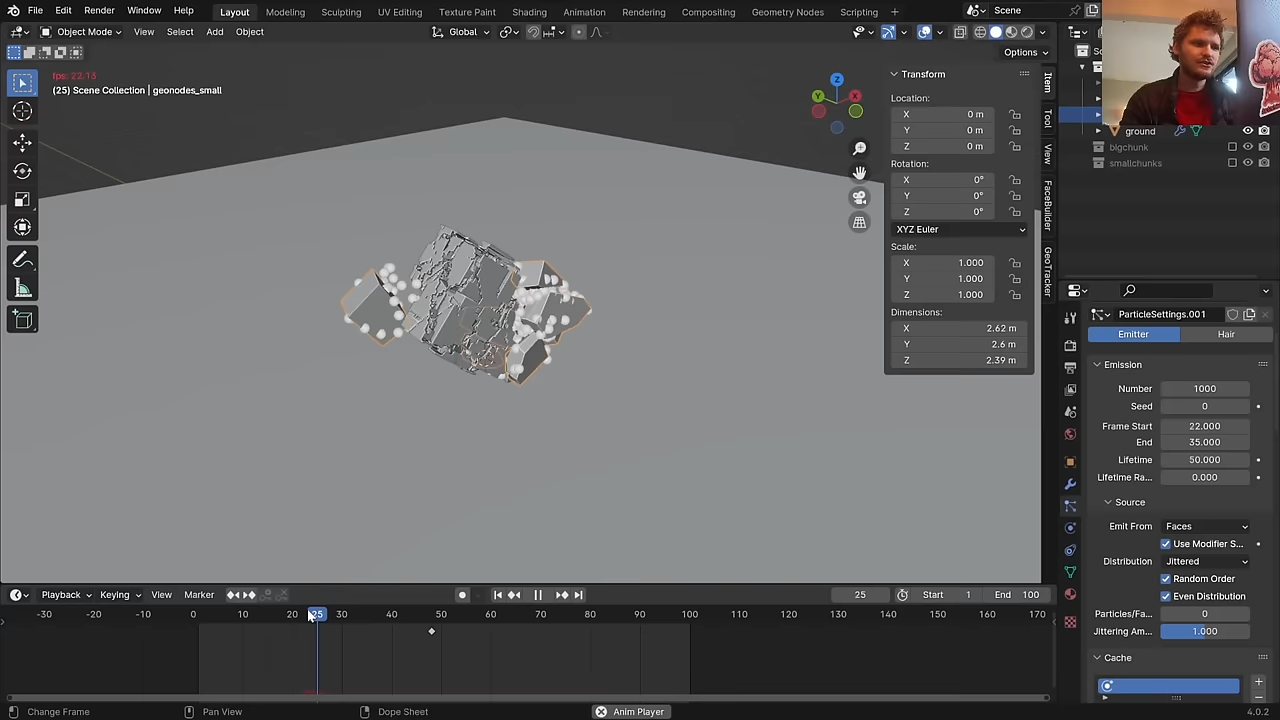 File Edit Render Window Help Layout Modeling Sculpting UV Editing Texture Paint Shading Animation Rendering Compositing Geometry Nodes Scripting + Scene
Object Mode View Select Add Object Global
Options
fps: 22.13
(25) Scene Collection | geonodes_small
Transform
Location:
X 0 m
Y 0 m
Z 0 m
Rotation:
X 0°
Y 0°
Z 0°
XYZ Euler
Scale:
X 1.000
Y 1.000
Z 1.000
Dimensions:
X 2.62 m
Y 2.6 m
Z 2.39 m
Item
Tool
View
FaceBuilder
GeoTracker
Z
Y
X
ground
bigchunk
smallchunks
ParticleSettings.001
Emitter Hair
Emission
Number 1000
Seed 0
Frame Start 22.000
End 35.000
Lifetime 50.000
Lifetime Ra... 0.000
Source
Emit From Faces
Use Modifier S...
Distribution Jittered
Random Order
Even Distribution
Particles/Fa... 0
Jittering Am... 1.000
Cache
Playback Keying View Marker 25 Start 1 End 100
-30 -20 -10 0 10 20 25 30 40 50 60 70 80 90 100 110 120 130 140 150 160 170
Change Frame Pan View Dope Sheet Anim Player 4.0.2